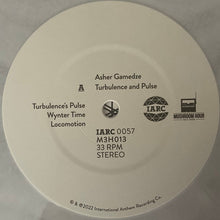 Asher Gamedze
A Turbulence and Pulse
Turbulence's Pulse
Wynter Time
Locomotion
IARC 0057
M3H013
33 RPM
STEREO
IARC
MUSHROOM HOUR
℗ & ©2022 International Anthem Recording Co.